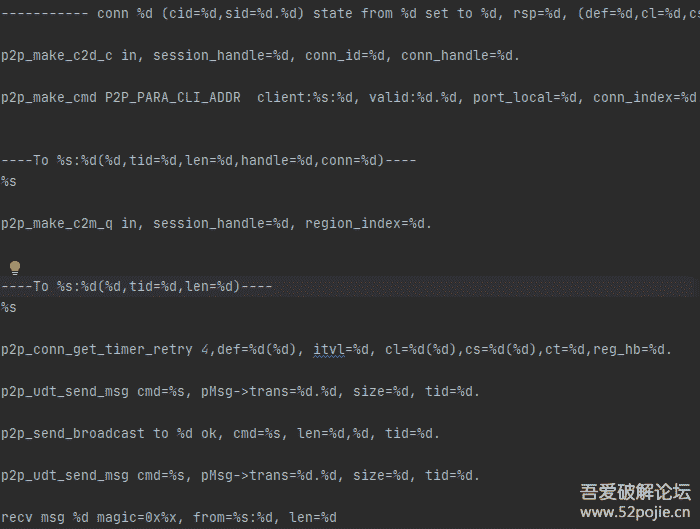 ----------- conn %d (cid=%d,sid=%d.%d) state from %d set to %d, rsp=%d, (def=%d,cl=%d,cs
p2p_make_c2d_c in, session_handle=%d, conn_id=%d, conn_handle=%d.
p2p_make_cmd P2P_PARA_CLI_ADDR  client:%s:%d, valid:%d.%d, port_local=%d, conn_index=%d
----To %s:%d(%d,tid=%d,len=%d,handle=%d,conn=%d)----
%s
p2p_make_c2m_q in, session_handle=%d, region_index=%d.
----To %s:%d(%d,tid=%d,len=%d)----
%s
p2p_conn_get_timer_retry 4,def=%d(%d), itvl=%d, cl=%d(%d),cs=%d(%d),ct=%d,reg_hb=%d.
p2p_udt_send_msg cmd=%s, pMsg->trans=%d.%d, size=%d, tid=%d.
p2p_send_broadcast to %d ok, cmd=%s, len=%d,%d, tid=%d.
p2p_udt_send_msg cmd=%s, pMsg->trans=%d.%d, size=%d, tid=%d.
recv msg %d magic=0x%x, from=%s:%d, len=%d
吾爱破解论坛
www.52pojie.cn